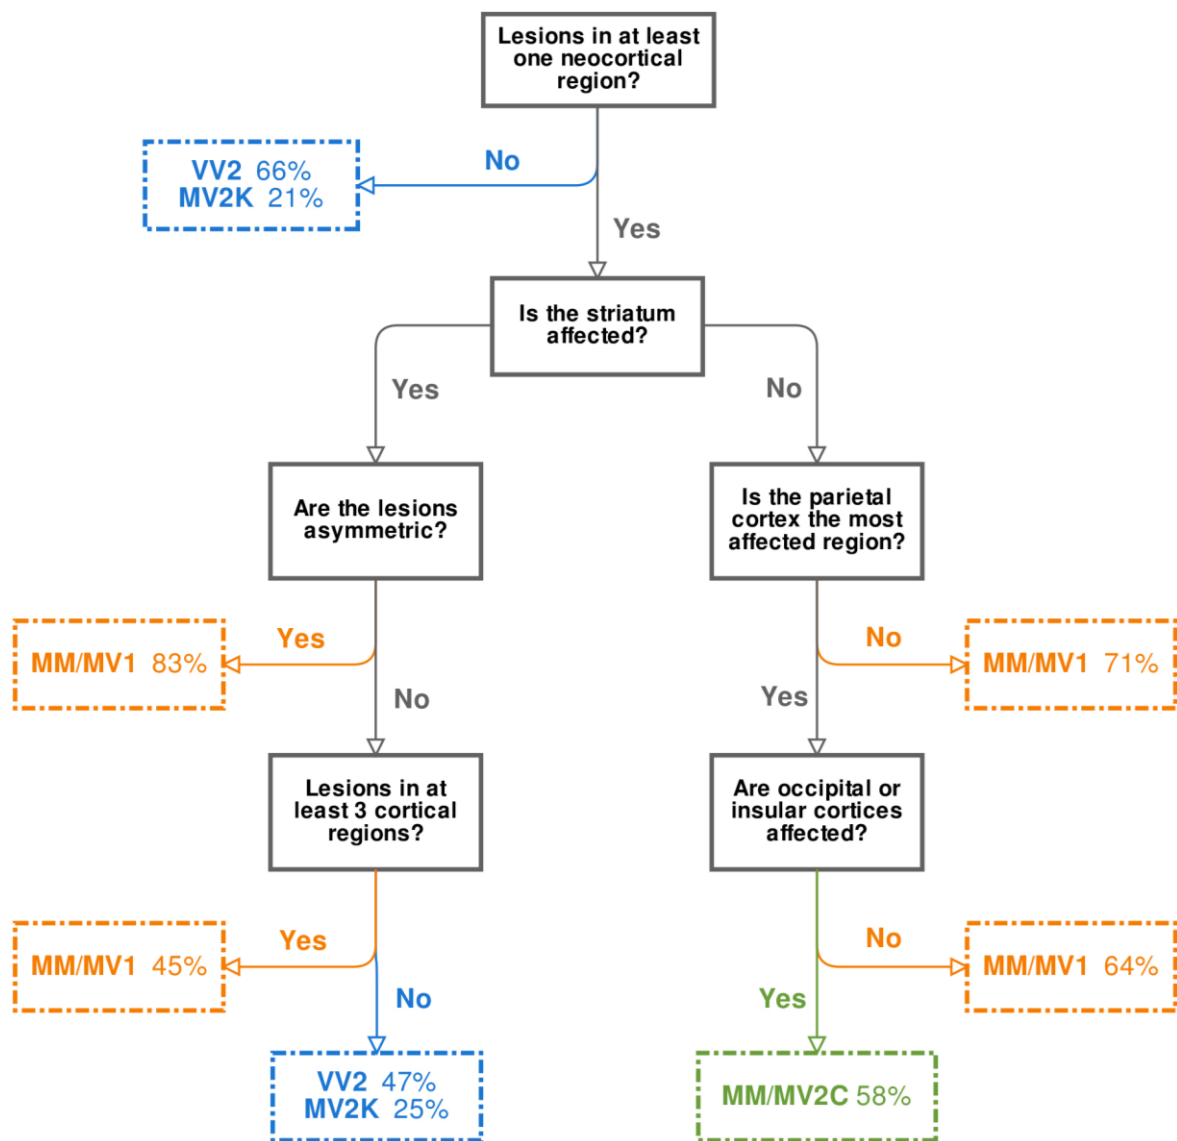 Lesions in at least
one neocortical
region?
No
VV2 66%
MV2K 21%
Yes
Is the striatum
affected?
Yes
No
Are the lesions
asymmetric?
Is the parietal
cortex the most
affected region?
Yes
MM/MV1 83%
No
No
MM/MV1 71%
Yes
Lesions in at
least 3 cortical
regions?
Are occipital or
insular cortices
affected?
Yes
MM/MV1 45%
No
No
MM/MV1 64%
Yes
VV2 47%
MV2K 25%
MM/MV2C 58%